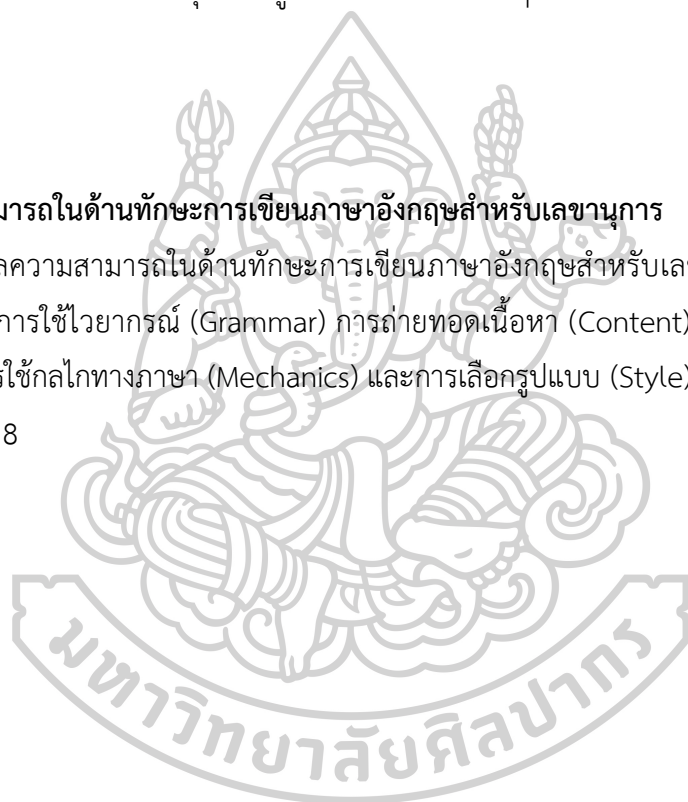 มารถในด้านทักษะการเขียนภาษาอังกฤษสำหรับเลขานุการ
ลความสามารถในด้านทักษะการเขียนภาษาอังกฤษสำหรับเล
การใช้ไวยากรณ์ (Grammar) การถ่ายทอดเนื้อหา (Content)
รใช้กลไกทางภาษา (Mechanics) และการเลือกรูปแบบ (Style)
8
มหาวิทยาลัยศิลปากร